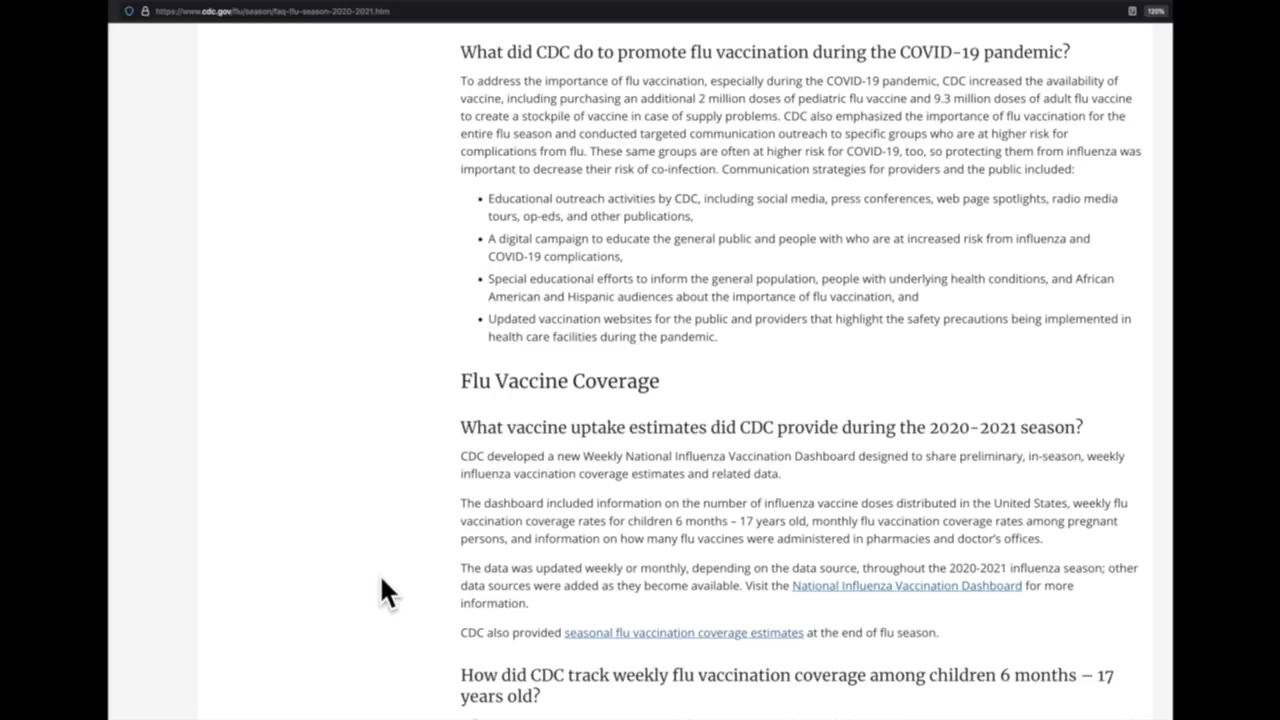 https://www.cdc.gov/flu/season/faq-flu-season-2020-2021.htm
120%
What did CDC do to promote flu vaccination during the COVID-19 pandemic?
To address the importance of flu vaccination, especially during the COVID-19 pandemic, CDC increased the availability of
vaccine, including purchasing an additional 2 million doses of pediatric flu vaccine and 9.3 million doses of adult flu vaccine
to create a stockpile of vaccine in case of supply problems. CDC also emphasized the importance of flu vaccination for the
entire flu season and conducted targeted communication outreach to specific groups who are at higher risk for
complications from flu. These same groups are often at higher risk for COVID-19, too, so protecting them from influenza was
important to decrease their risk of co-infection. Communication strategies for providers and the public included:
• Educational outreach activities by CDC, including social media, press conferences, web page spotlights, radio media
tours, op-eds, and other publications,
• A digital campaign to educate the general public and people with who are at increased risk from influenza and
COVID-19 complications,
• Special educational efforts to inform the general population, people with underlying health conditions, and African
American and Hispanic audiences about the importance of flu vaccination, and
• Updated vaccination websites for the public and providers that highlight the safety precautions being implemented in
health care facilities during the pandemic.
Flu Vaccine Coverage
What vaccine uptake estimates did CDC provide during the 2020-2021 season?
CDC developed a new Weekly National Influenza Vaccination Dashboard designed to share preliminary, in-season, weekly
influenza vaccination coverage estimates and related data.
The dashboard included information on the number of influenza vaccine doses distributed in the United States, weekly flu
vaccination coverage rates for children 6 months – 17 years old, monthly flu vaccination coverage rates among pregnant
persons, and information on how many flu vaccines were administered in pharmacies and doctor's offices.
The data was updated weekly or monthly, depending on the data source, throughout the 2020-2021 influenza season; other
data sources were added as they become available. Visit the National Influenza Vaccination Dashboard for more
information.
CDC also provided seasonal flu vaccination coverage estimates at the end of flu season.
How did CDC track weekly flu vaccination coverage among children 6 months – 17
years old?